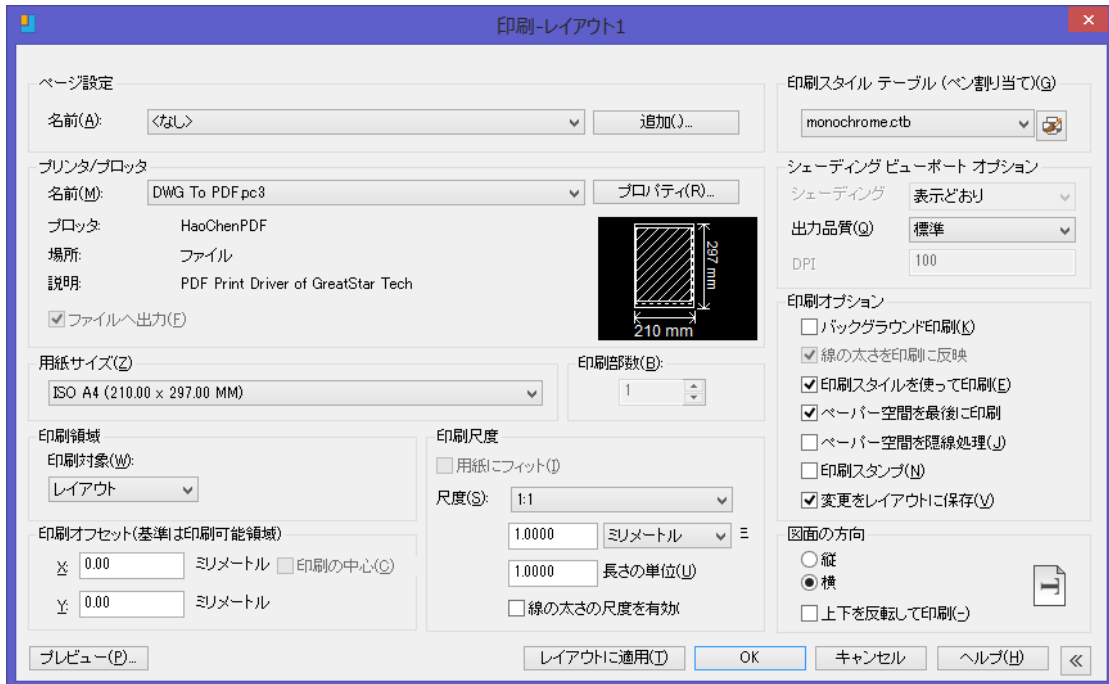 印刷-レイアウト1
ページ設定
名前(A):
<なし>
追加(.)...
プリンタ/プロッタ
名前(M):
DWG To PDF.pc3
プロパティ(R)...
プロッタ:
HaoChenPDF
場所:
ファイル
説明:
PDF Print Driver of GreatStar Tech
ファイルへ出力(F)
297 mm
210 mm
用紙サイズ(Z)
ISO A4 (210.00 x 297.00 MM)
印刷部数(B):
1
印刷領域
印刷対象(W):
レイアウト
印刷オフセット(基準は印刷可能領域)
X:
0.00
ミリメートル
印刷の中心(C)
Y:
0.00
ミリメートル
印刷尺度
用紙にフィット(I)
尺度(S):
1:1
1.0000
ミリメートル
ミ
1.0000
長さの単位(U)
線の太さの尺度を有効(
印刷スタイル テーブル (ペン割り当て)(G)
monochrome.ctb
シェーディング ビューポート オプション
シェーディング
表示どおり
出力品質(Q)
標準
DPI
100
印刷オプション
バックグラウンド印刷(K)
線の太さを印刷に反映
印刷スタイルを使って印刷(E)
ペーパー空間を最後に印刷
ペーパー空間を隠線処理(J)
印刷スタンプ(N)
変更をレイアウトに保存(V)
図面の方向
縦
横
上下を反転して印刷(-)
プレビュー(P)...
レイアウトに適用(T)
OK
キャンセル
ヘルプ(H)